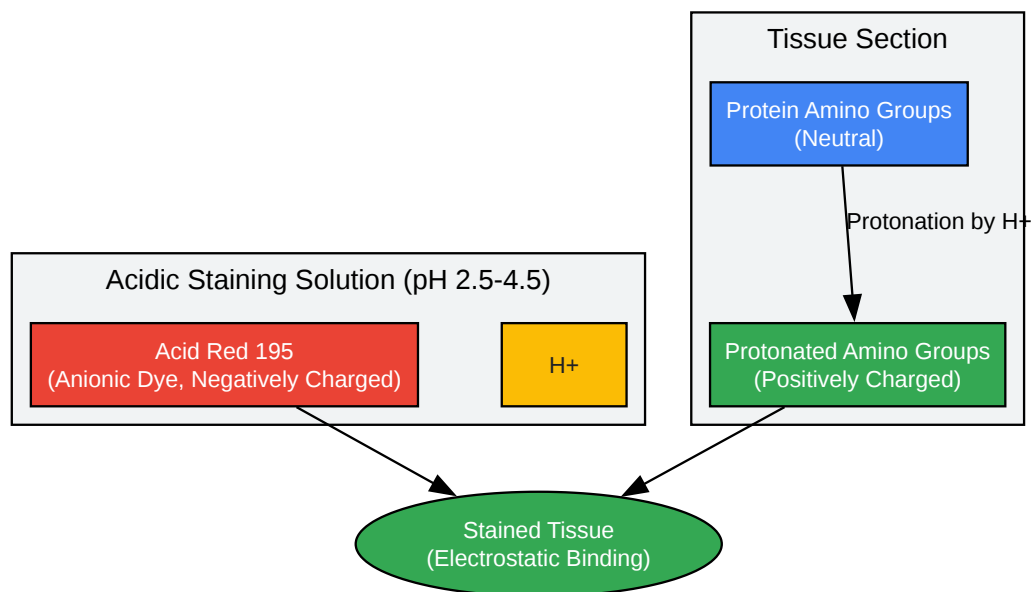 Tissue Section
Protein Amino Groups
(Neutral)
Protonation by H+
Acidic Staining Solution (pH 2.5-4.5)
Acid Red 195
(Anionic Dye, Negatively Charged)
H+
Protonated Amino Groups
(Positively Charged)
Stained Tissue
(Electrostatic Binding)